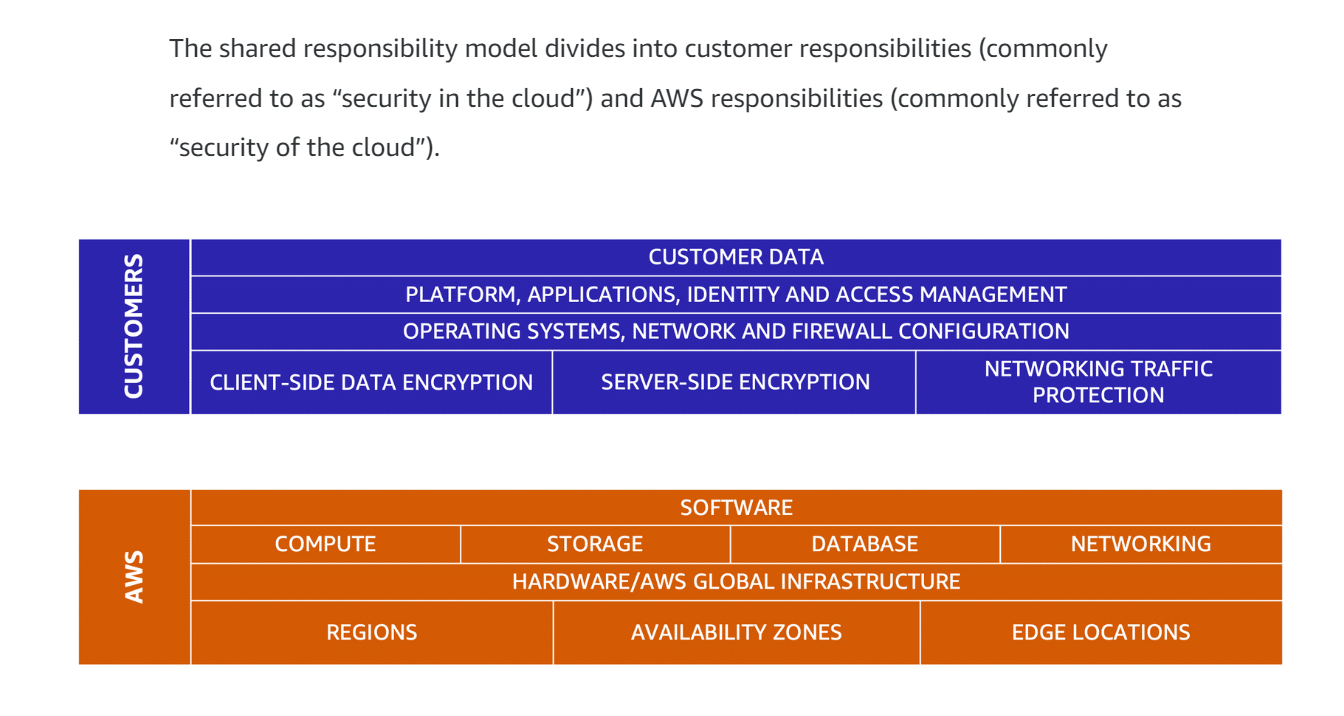 The shared responsibility model divides into customer responsibilities (commonly
referred to as “security in the cloud”) and AWS responsibilities (commonly referred to as
“security of the cloud”).
CUSTOMERS
CUSTOMER DATA
PLATFORM, APPLICATIONS, IDENTITY AND ACCESS MANAGEMENT
OPERATING SYSTEMS, NETWORK AND FIREWALL CONFIGURATION
CLIENT-SIDE DATA ENCRYPTION
SERVER-SIDE ENCRYPTION
NETWORKING TRAFFIC
PROTECTION
AWS
SOFTWARE
COMPUTE
STORAGE
DATABASE
NETWORKING
HARDWARE/AWS GLOBAL INFRASTRUCTURE
REGIONS
AVAILABILITY ZONES
EDGE LOCATIONS